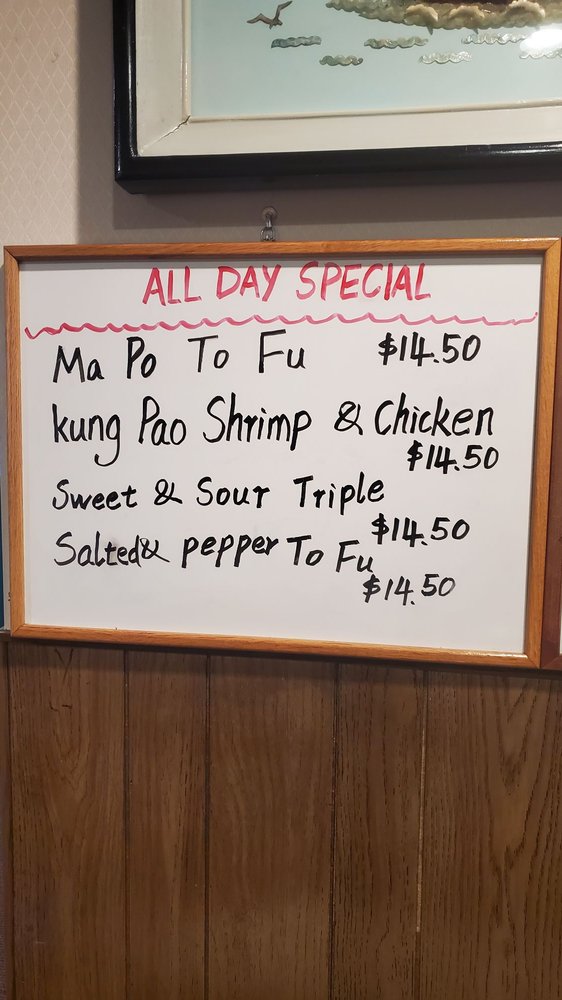 ALL DAY SPECIAL
Ma Po To Fu $14.50
kung Pao Shrimp & Chicken
$14.50
Sweet & Sour Triple
$14.50
Salted & pepper To Fu
$14.50